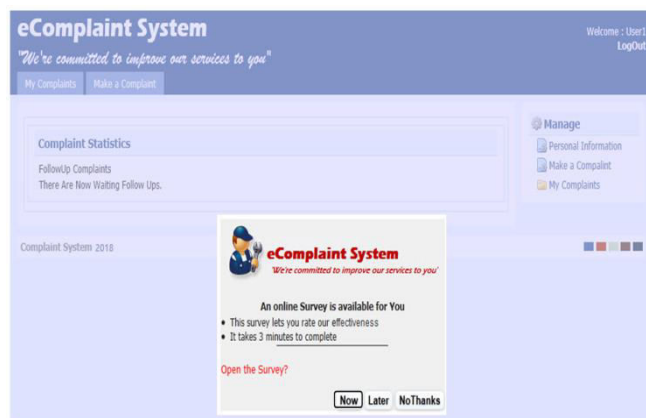 eComplaint System
Welcome : User1
LogOut
"We're committed to improve our services to you"
My Complaints
Make a Complaint
Complaint Statistics
FollowUp Complaints
There Are Now Waiting Follow Ups.
Manage
Personal Information
Make a Compaint
My Complaints
Complaint System 2018
eComplaint System
'We're committed to improve our services to you'
An online Survey is available for You
• This survey lets you rate our effectiveness
• It takes 3 minutes to complete
Open the Survey?
Now Later NoThanks